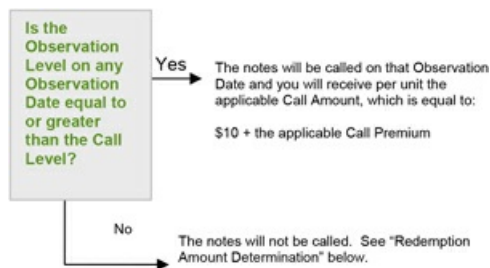 Is the
Observation
Level on any
Observation
Date equal to
or greater
than the Call
Level?
Yes
The notes will be called on that Observation
Date and you will receive per unit the
applicable Call Amount, which is equal to:
$10 + the applicable Call Premium
No
The notes will not be called. See "Redemption
Amount Determination" below.